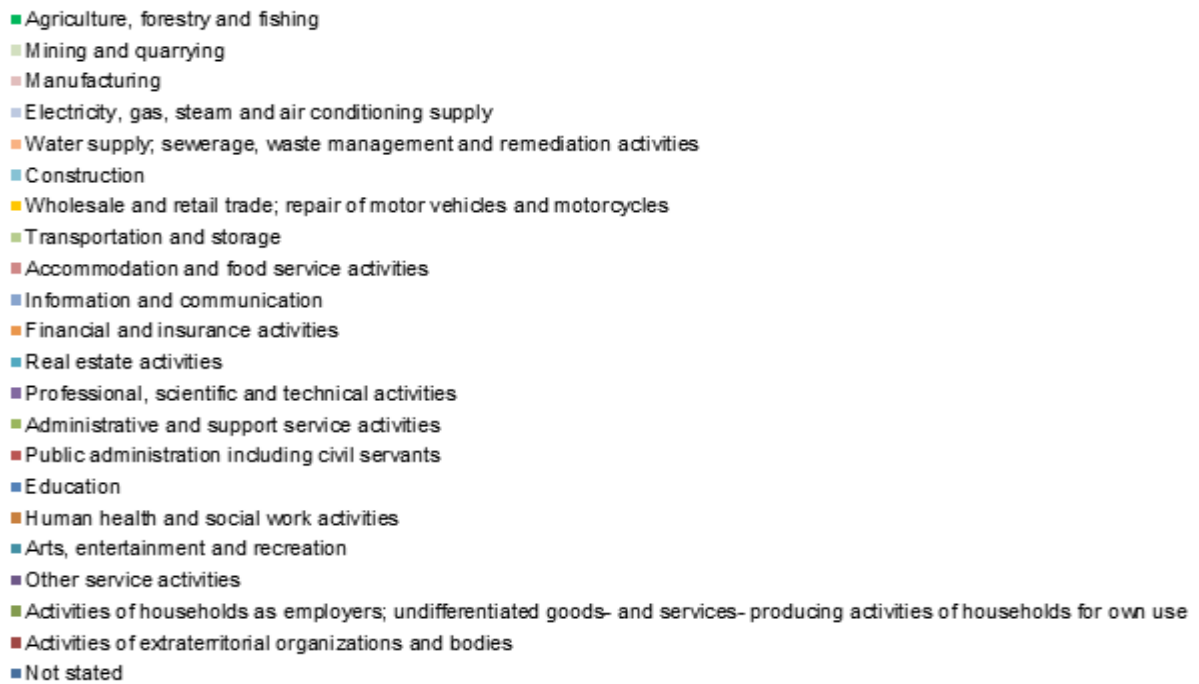 Agriculture, forestry and fishing
Mining and quarrying
Manufacturing
Electricity, gas, steam and air conditioning supply
Water supply; sewerage, waste management and remediation activities
Construction
Wholesale and retail trade; repair of motor vehicles and motorcycles
Transportation and storage
Accommodation and food service activities
Information and communication
Financial and insurance activities
Real estate activities
Professional, scientific and technical activities
Administrative and support service activities
Public administration including civil servants
Education
Human health and social work activities
Arts, entertainment and recreation
Other service activities
Activities of households as employers; undifferentiated goods- and services- producing activities of households for own use
Activities of extraterritorial organizations and bodies
Not stated